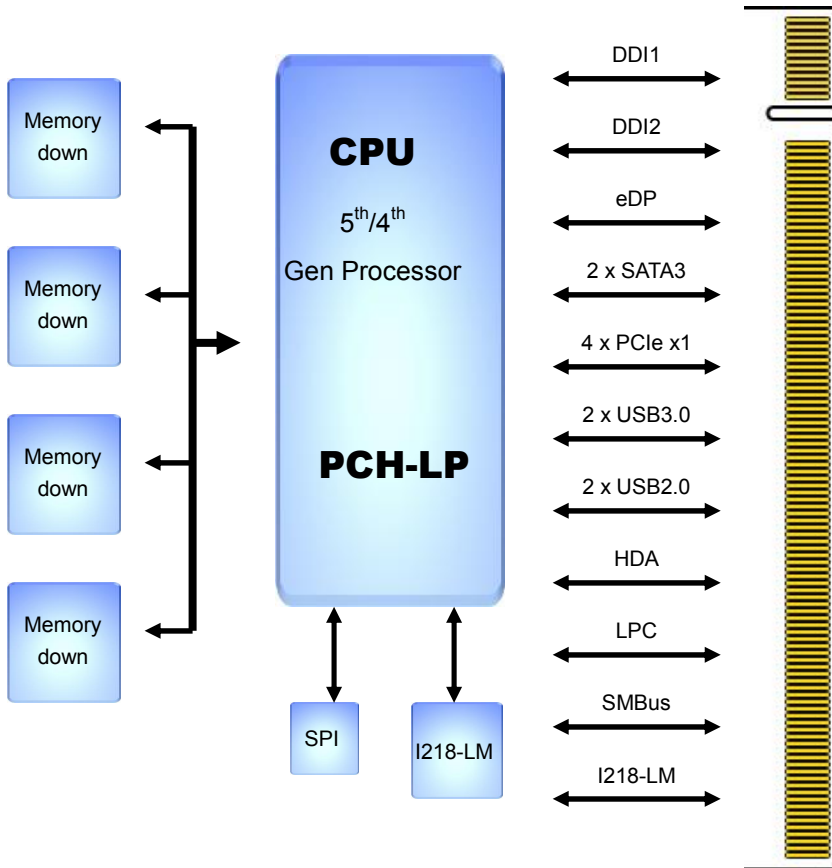 Memory
down
Memory
down
Memory
down
Memory
down
CPU
5th/4th
Gen Processor
PCH-LP
SPI
I218-LM
DDI1
DDI2
eDP
2 x SATA3
4 x PCIe x1
2 x USB3.0
2 x USB2.0
HDA
LPC
SMBus
I218-LM